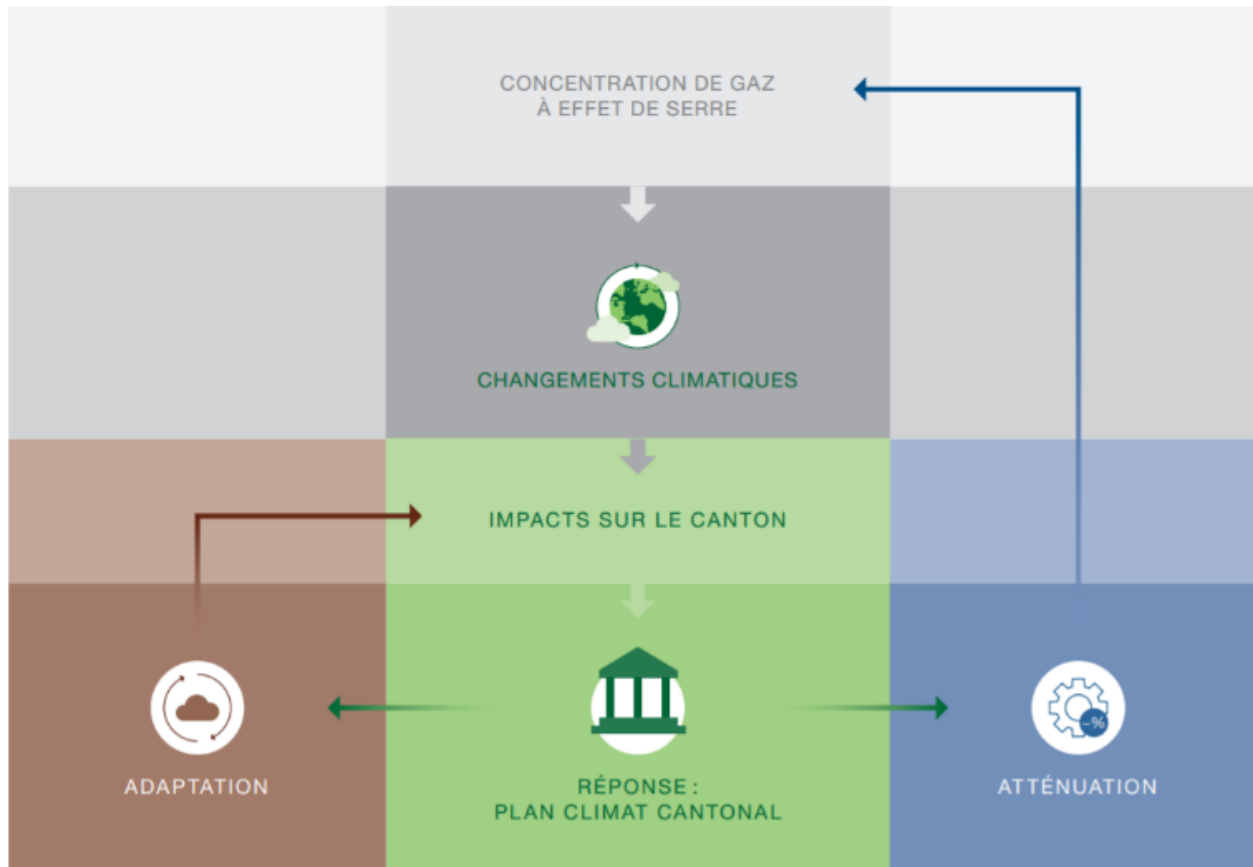 CONCENTRATION DE GAZ
À EFFET DE SERRE
CHANGEMENTS CLIMATIQUES
IMPACTS SUR LE CANTON
-%
ADAPTATION
RÉPONSE :
PLAN CLIMAT CANTONAL
ATTÉNUATION